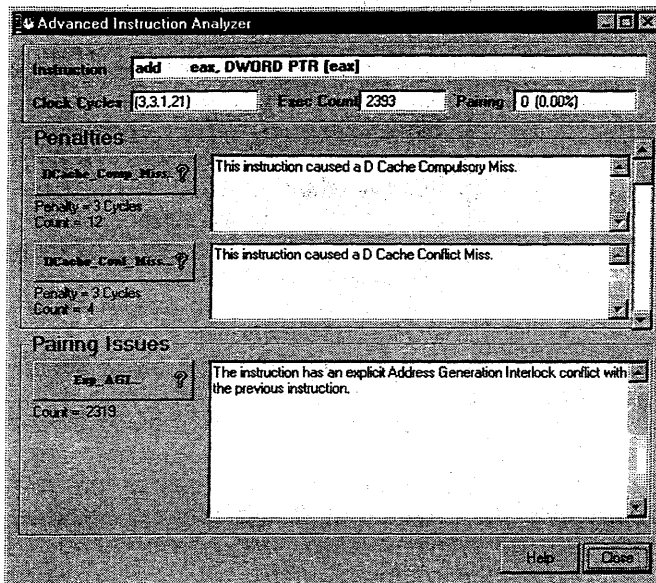 Advanced Instruction Analyzer
Instruction add eax, DWORD PTR [eax]
Clock Cycles (3,3.1,21) Exec Count 2393 Pairing 0 (0.00%)
Penalties
DCache_Comp_Miss_ ?
This instruction caused a D Cache Compulsory Miss.
Penalty = 3 Cycles
Count = 12
DCache_Conf_Miss_ ?
This instruction caused a D Cache Conflict Miss.
Penalty = 3 Cycles
Count = 4
Pairing Issues
Exp_AGI_ ?
The instruction has an explicit Address Generation Interlock conflict with
the previous instruction.
Count = 2319
Help Close